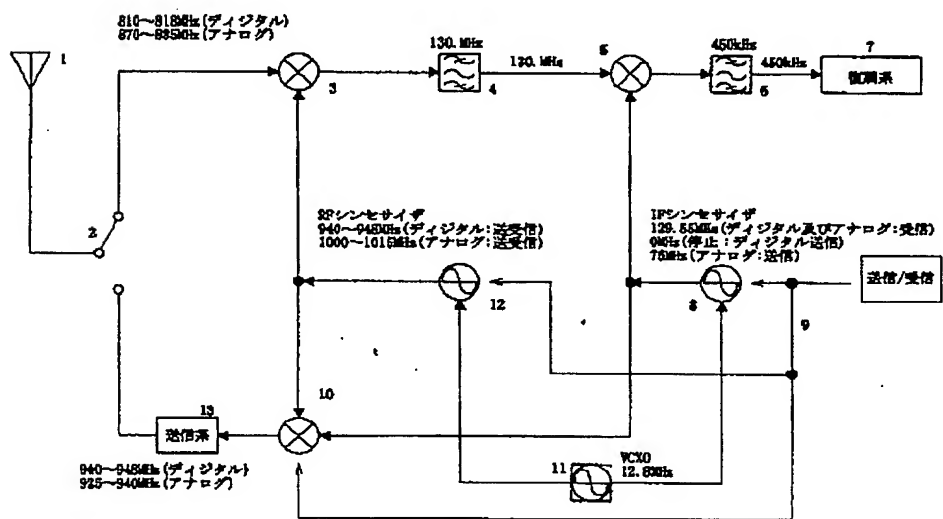 810～818MHz(ディジタル)
870～885MHz(アナログ)
1
2
3
130.MHz
4
130.MHz
5
450kHz
6
450kHz
7
復調系
RFシンセサイザ
940～948MHz(ディジタル:送受信)
1000～1015MHz(アナログ:送受信)
12
IFシンセサイザ
129.55MHz(ディジタル及びアナログ:受信)
0MHz(停止:ディジタル送信)
75MHz(アナログ:送信)
8
送信/受信
9
10
13
送信系
940～948MHz(ディジタル)
925～940MHz(アナログ)
11
VCXO
12.8MHz